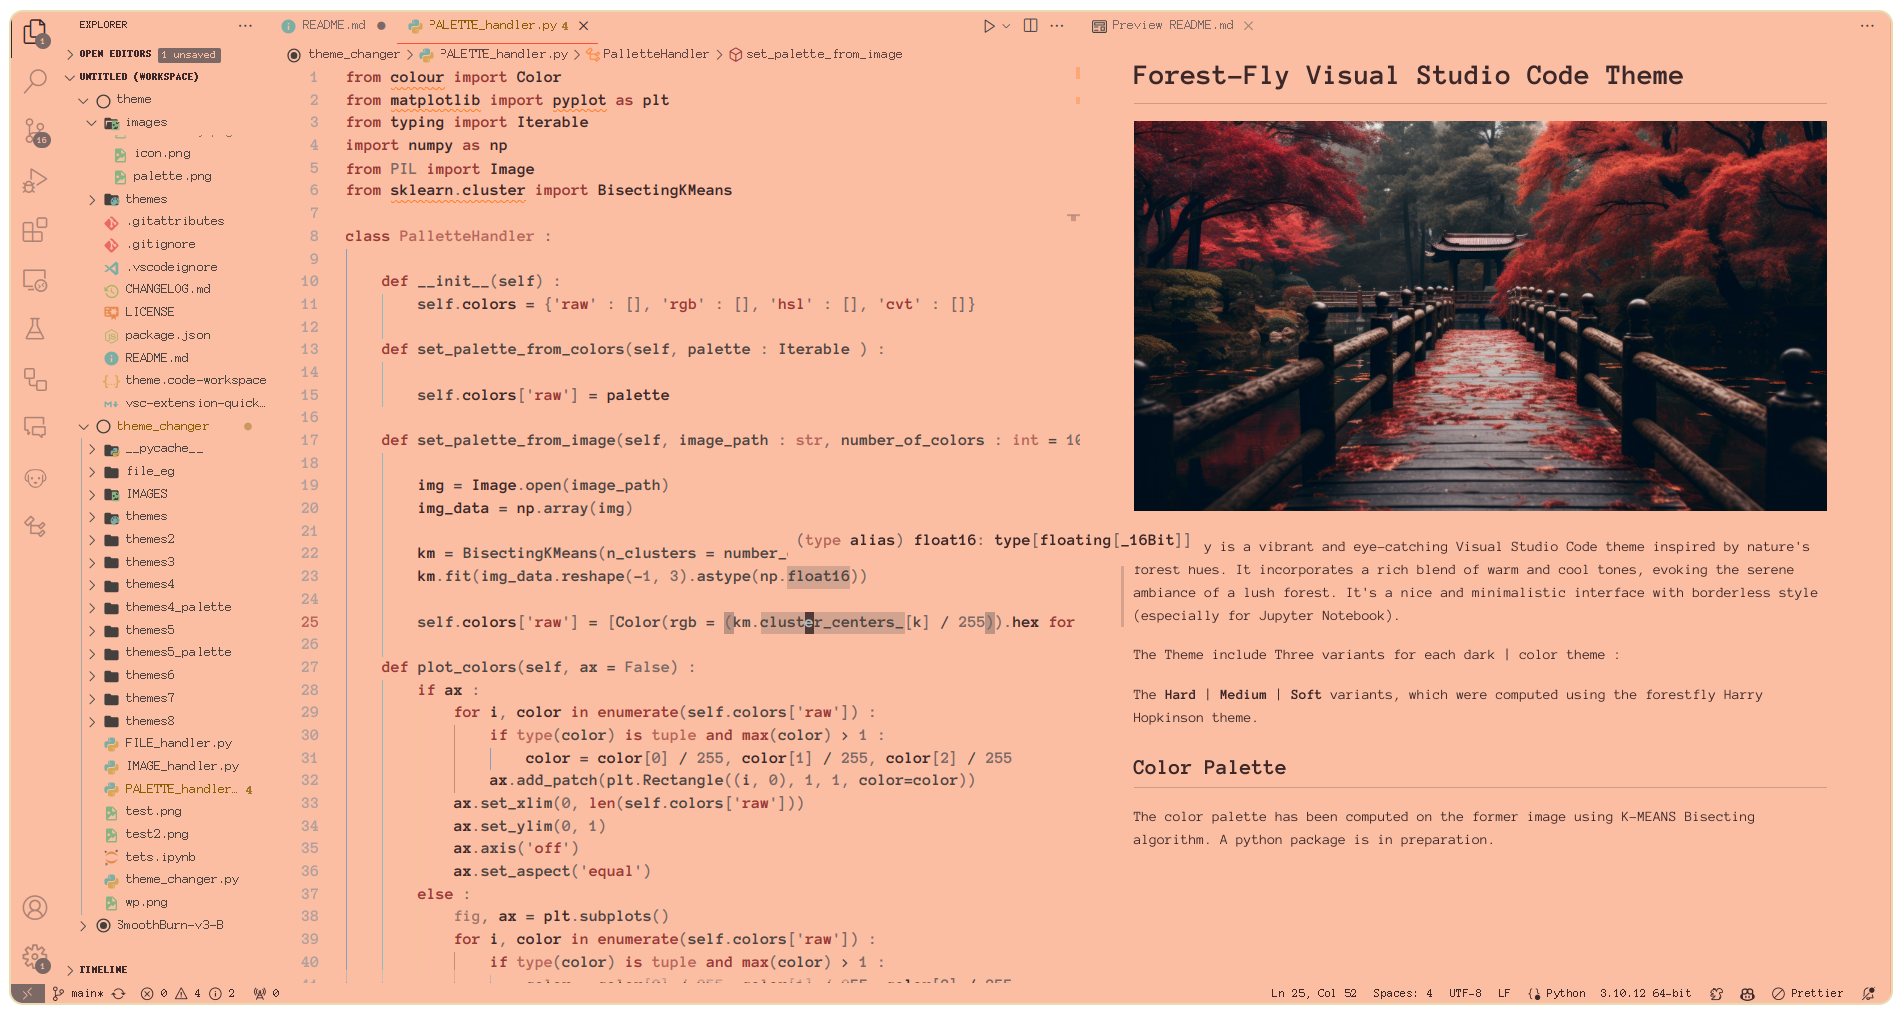 EXPLORER
OPEN EDITORS 1 unsaved
UNTITLED (WORKSPACE)
theme
images
icon.png
palette.png
themes
.gitattributes
.gitignore
.vscodeignore
CHANGELOG.md
LICENSE
package.json
README.md
theme.code-workspace
vsc-extension-quick…
theme_changer
__pycache__
file_eg
IMAGES
themes
themes2
themes3
themes4
themes4_palette
themes5
themes5_palette
themes6
themes7
themes8
FILE_handler.py
IMAGE_handler.py
PALETTE_handler… 4
test.png
test2.png
tets.ipynb
theme_changer.py
wp.png
SmoothBurn-v3-B
TIMELINE
1
16
1
README.md
PALETTE_handler.py 4
theme_changer > PALETTE_handler.py > PalletteHandler > set_palette_from_image
1 from colour import Color
2 from matplotlib import pyplot as plt
3 from typing import Iterable
4 import numpy as np
5 from PIL import Image
6 from sklearn.cluster import BisectingKMeans
7
8 class PalletteHandler :
9
10 def __init__(self) :
11 self.colors = {'raw' : [], 'rgb' : [], 'hsl' : [], 'cvt' : []}
12
13 def set_palette_from_colors(self, palette : Iterable ) :
14
15 self.colors['raw'] = palette
16
17 def set_palette_from_image(self, image_path : str, number_of_colors : int = 10
18
19 img = Image.open(image_path)
20 img_data = np.array(img)
21
(type alias) float16: type[floating[_16Bit]]
22 km = BisectingKMeans(n_clusters = number_
23 km.fit(img_data.reshape(-1, 3).astype(np.float16))
24
25 self.colors['raw'] = [Color(rgb = (km.cluster_centers_[k] / 255)).hex for
26
27 def plot_colors(self, ax = False) :
28 if ax :
29 for i, color in enumerate(self.colors['raw']) :
30 if type(color) is tuple and max(color) > 1 :
31 color = color[0] / 255, color[1] / 255, color[2] / 255
32 ax.add_patch(plt.Rectangle((i, 0), 1, 1, color=color))
33 ax.set_xlim(0, len(self.colors['raw']))
34 ax.set_ylim(0, 1)
35 ax.axis('off')
36 ax.set_aspect('equal')
37 else :
38 fig, ax = plt.subplots()
39 for i, color in enumerate(self.colors['raw']) :
40 if type(color) is tuple and max(color) > 1 :
Preview README.md
Forest-Fly Visual Studio Code Theme
y is a vibrant and eye-catching Visual Studio Code theme inspired by nature's
forest hues. It incorporates a rich blend of warm and cool tones, evoking the serene
ambiance of a lush forest. It's a nice and minimalistic interface with borderless style
(especially for Jupyter Notebook).
The Theme include Three variants for each dark | color theme :
The Hard | Medium | Soft variants, which were computed using the forestfly Harry
Hopkinson theme.
Color Palette
The color palette has been computed on the former image using K-MEANS Bisecting
algorithm. A python package is in preparation.
main* 0 4 2 0
Ln 25, Col 52 Spaces: 4 UTF-8 LF Python 3.10.12 64-bit Prettier